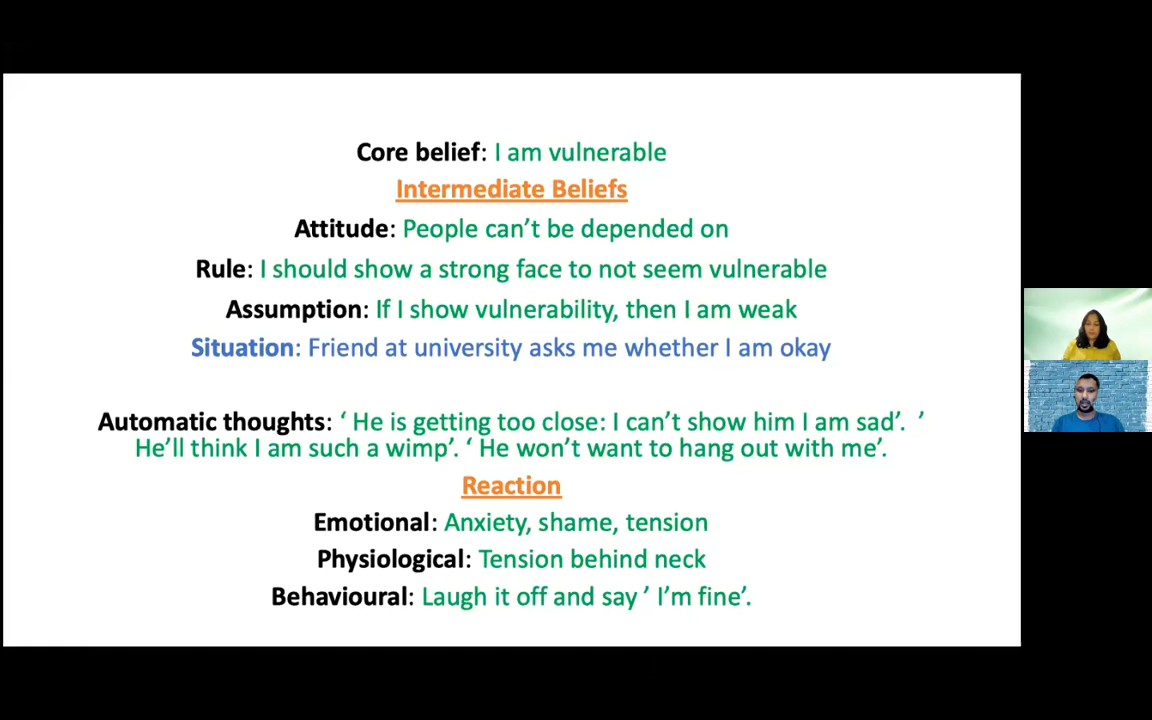 Core belief: I am vulnerable
Intermediate Beliefs
Attitude: People can’t be depended on
Rule: I should show a strong face to not seem vulnerable
Assumption: If I show vulnerability, then I am weak
Situation: Friend at university asks me whether I am okay
Automatic thoughts: ‘ He is getting too close: I can’t show him I am sad’. ’
He’ll think I am such a wimp’. ‘ He won’t want to hang out with me’.
Reaction
Emotional: Anxiety, shame, tension
Physiological: Tension behind neck
Behavioural: Laugh it off and say ’ I’m fine’.